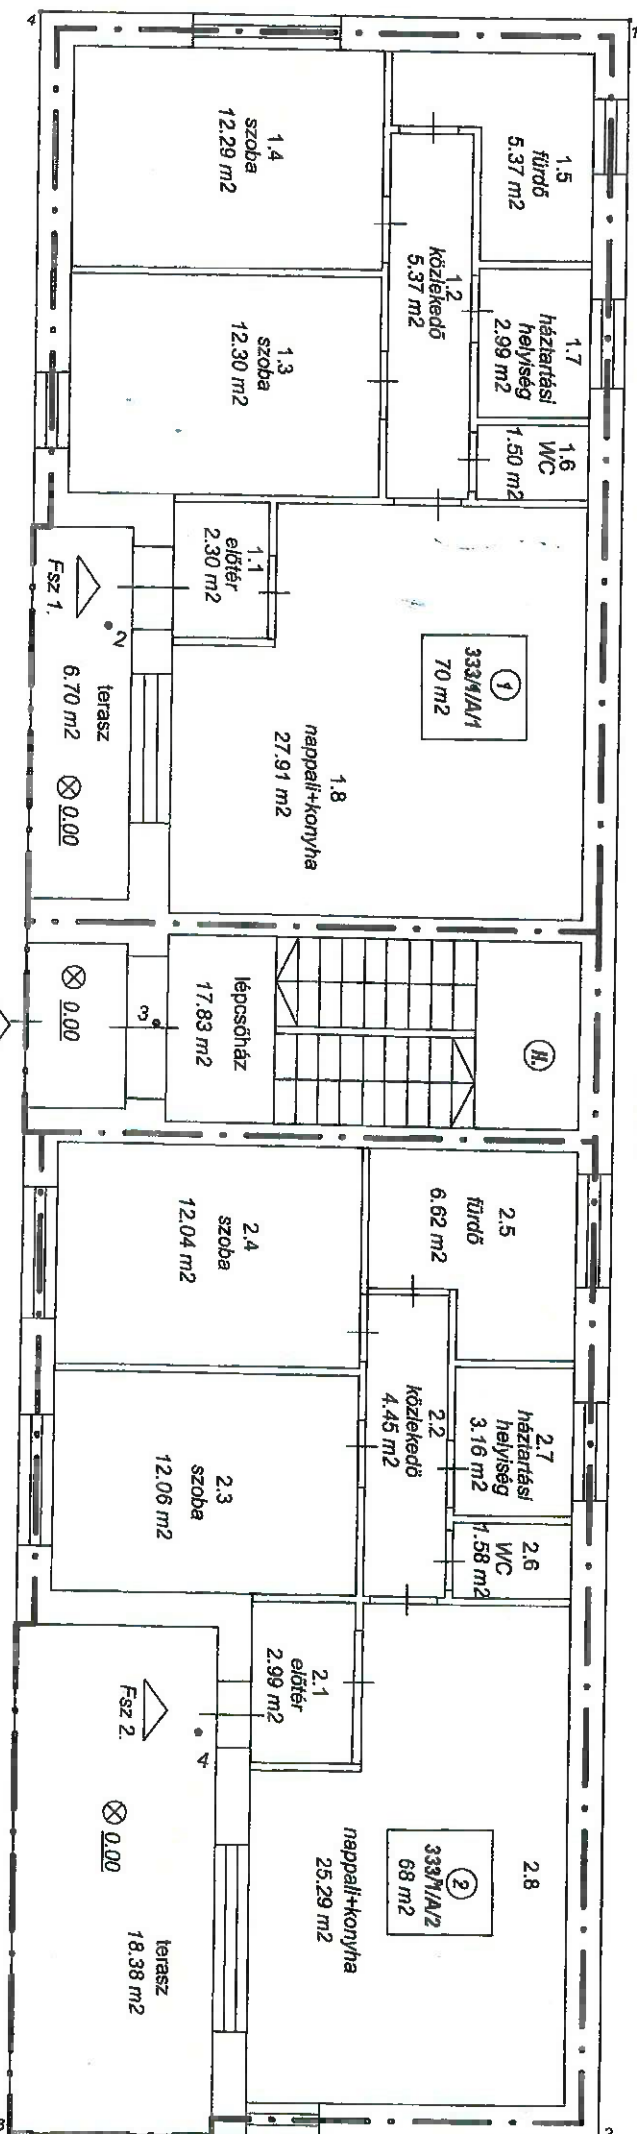 4
1
1.4
szoba
12.29 m2
1.5
fürdő
5.37 m2
1.2
közlekedő
5.37 m2
1.3
szoba
12.30 m2
1.7
háztartási
helyiség
2.99 m2
1.6
WC
1.50 m2
1.1
előtér
2.30 m2
1
333/1/A/1
70 m2
1.8
nappali+konyha
27.91 m2
Fsz 1.
2
terasz
6.70 m2
0.00
0.00
3
lépcsőház
17.83 m2
H.
2.4
szoba
12.04 m2
2.5
fürdő
6.62 m2
2.2
közlekedő
4.45 m2
2.3
szoba
12.06 m2
2.7
háztartási
helyiség
3.16 m2
2.6
WC
1.58 m2
2.1
előtér
2.99 m2
2
333/1/A/2
68 m2
2.8
nappali+konyha
25.29 m2
Fsz 2.
4
0.00
terasz
18.38 m2